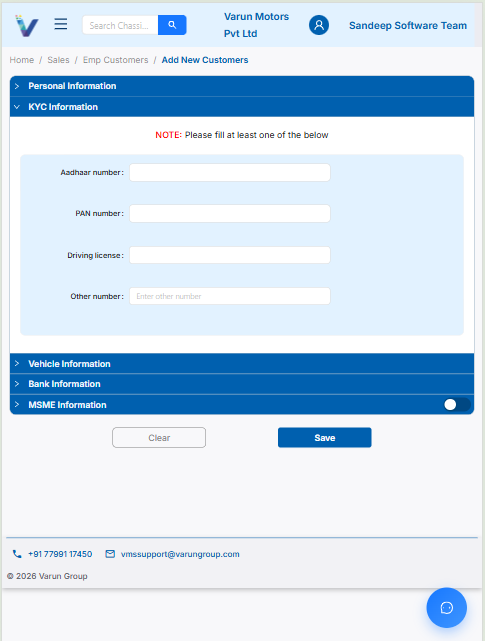 Search Chassi...
Varun Motors
Pvt Ltd
Sandeep Software Team
Home / Sales / Emp Customers / Add New Customers
Personal Information
KYC Information
NOTE: Please fill at least one of the below
Aadhaar number:
PAN number:
Driving license:
Other number: Enter other number
Vehicle Information
Bank Information
MSME Information
Clear Save
+91 77991 17450 vmssupport@varungroup.com
© 2026 Varun Group